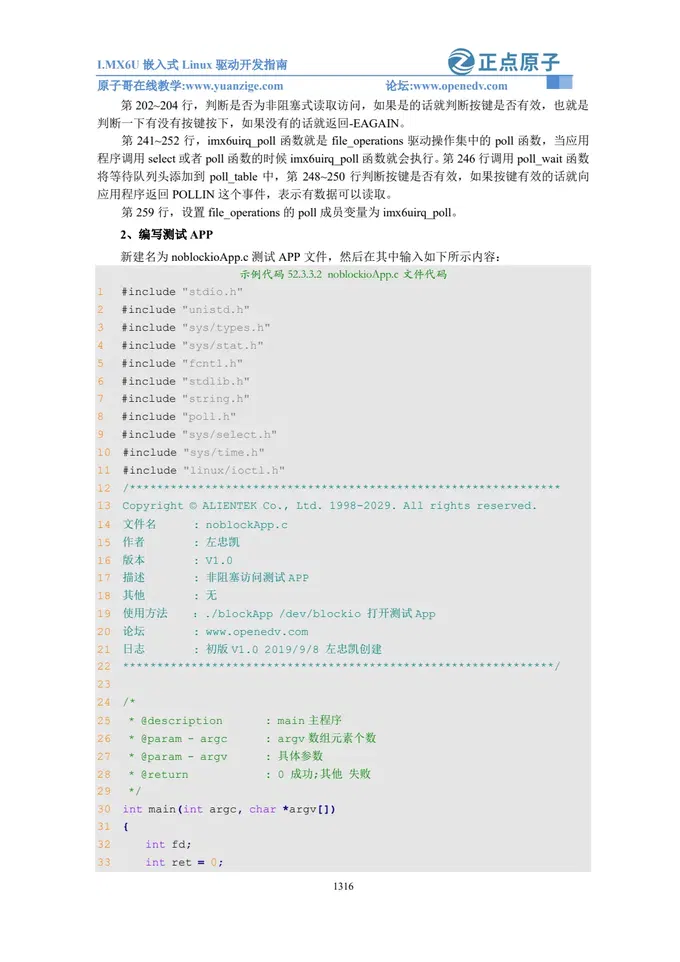 I.MX6U 嵌入式 Linux 驱动开发指南
正点原子
原子哥在线教学:www.yuanzige.com 论坛:www.openedv.com
第 202~204 行，判断是否为非阻塞式读取访问，如果是的话就判断按键是否有效，也就是
判断一下有没有按键按下，如果没有的话就返回-EAGAIN。
第 241~252 行，imx6uirq_poll 函数就是 file_operations 驱动操作集中的 poll 函数，当应用
程序调用 select 或者 poll 函数的时候 imx6uirq_poll 函数就会执行。第 246 行调用 poll_wait 函数
将等待队列头添加到 poll_table 中，第 248~250 行判断按键是否有效，如果按键有效的话就向
应用程序返回 POLLIN 这个事件，表示有数据可以读取。
第 259 行，设置 file_operations 的 poll 成员变量为 imx6uirq_poll。
2、编写测试 APP
新建名为 noblockioApp.c 测试 APP 文件，然后在其中输入如下所示内容：
示例代码 52.3.3.2 noblockioApp.c 文件代码
1 #include "stdio.h"
2 #include "unistd.h"
3 #include "sys/types.h"
4 #include "sys/stat.h"
5 #include "fcntl.h"
6 #include "stdlib.h"
7 #include "string.h"
8 #include "poll.h"
9 #include "sys/select.h"
10 #include "sys/time.h"
11 #include "linux/ioctl.h"
12 /***************************************************************
13 Copyright © ALIENTEK Co., Ltd. 1998-2029. All rights reserved.
14 文件名 : noblockApp.c
15 作者 : 左忠凯
16 版本 : V1.0
17 描述 : 非阻塞访问测试 APP
18 其他 : 无
19 使用方法 : ./blockApp /dev/blockio 打开测试 App
20 论坛 : www.openedv.com
21 日志 : 初版 V1.0 2019/9/8 左忠凯创建
22 ***************************************************************/
23
24 /*
25 * @description : main 主程序
26 * @param - argc : argv 数组元素个数
27 * @param - argv : 具体参数
28 * @return : 0 成功;其他 失败
29 */
30 int main(int argc, char *argv[])
31 {
32 int fd;
33 int ret = 0;
1316